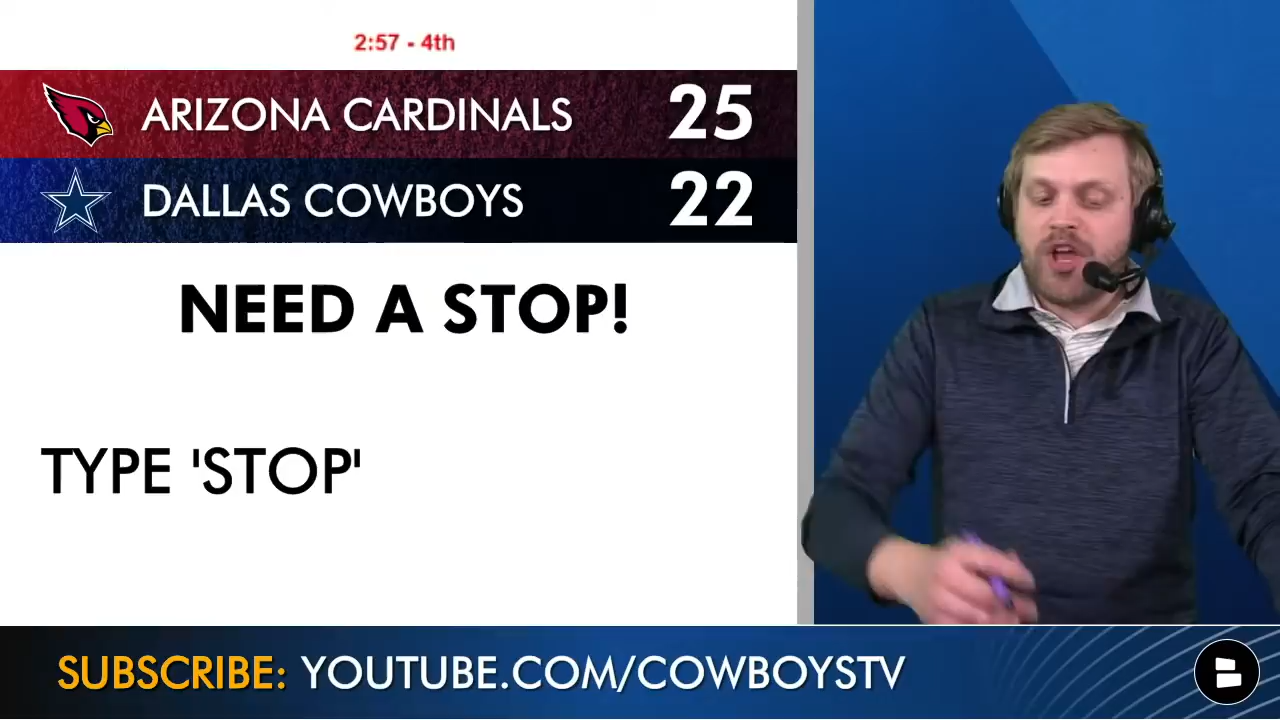 2:57 - 4th
ARIZONA CARDINALS 25
DALLAS COWBOYS 22
NEED A STOP!
TYPE 'STOP'
SUBSCRIBE: YOUTUBE.COM/COWBOYSTV